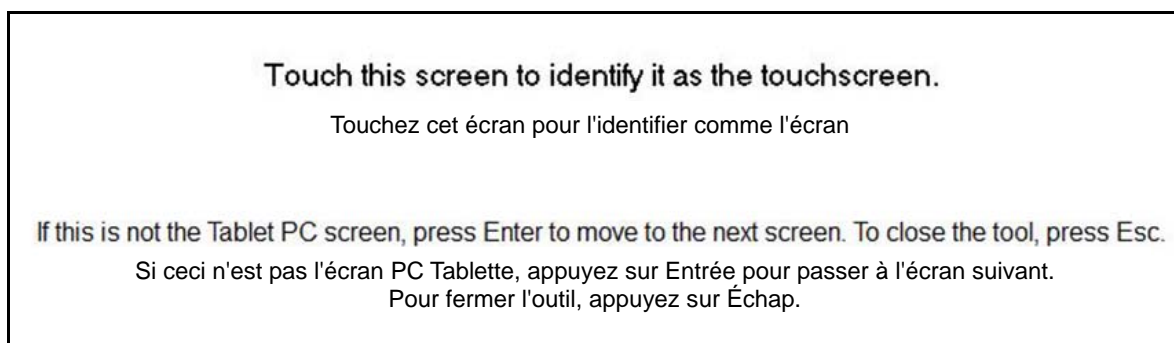 Touch this screen to identify it as the touchscreen.
Touchez cet écran pour l'identifier comme l'écran
If this is not the Tablet PC screen, press Enter to move to the next screen. To close the tool, press Esc.
Si ceci n'est pas l'écran PC Tablette, appuyez sur Entrée pour passer à l'écran suivant.
Pour fermer l'outil, appuyez sur Échap.